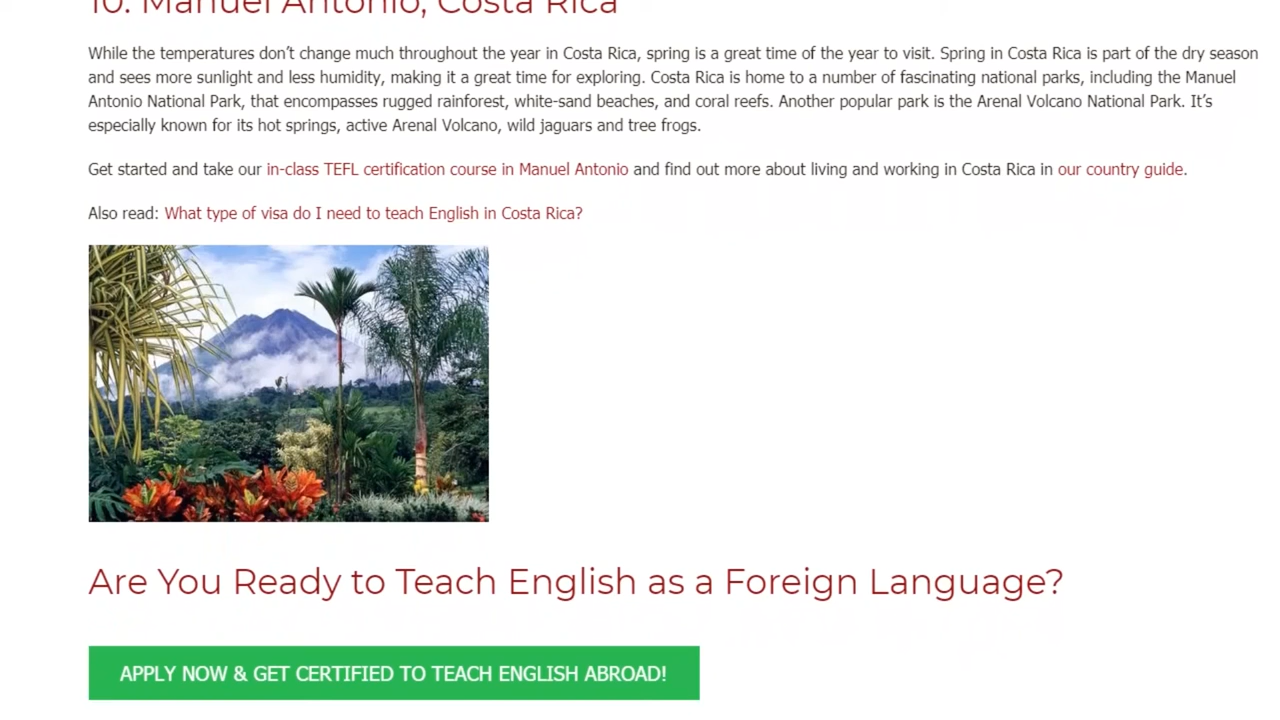 10. Manuel Antonio, Costa Rica
While the temperatures don’t change much throughout the year in Costa Rica, spring is a great time of the year to visit. Spring in Costa Rica is part of the dry season
and sees more sunlight and less humidity, making it a great time for exploring. Costa Rica is home to a number of fascinating national parks, including the Manuel
Antonio National Park, that encompasses rugged rainforest, white-sand beaches, and coral reefs. Another popular park is the Arenal Volcano National Park. It’s
especially known for its hot springs, active Arenal Volcano, wild jaguars and tree frogs.
Get started and take our in-class TEFL certification course in Manuel Antonio and find out more about living and working in Costa Rica in our country guide.
Also read: What type of visa do I need to teach English in Costa Rica?
Are You Ready to Teach English as a Foreign Language?
APPLY NOW & GET CERTIFIED TO TEACH ENGLISH ABROAD!